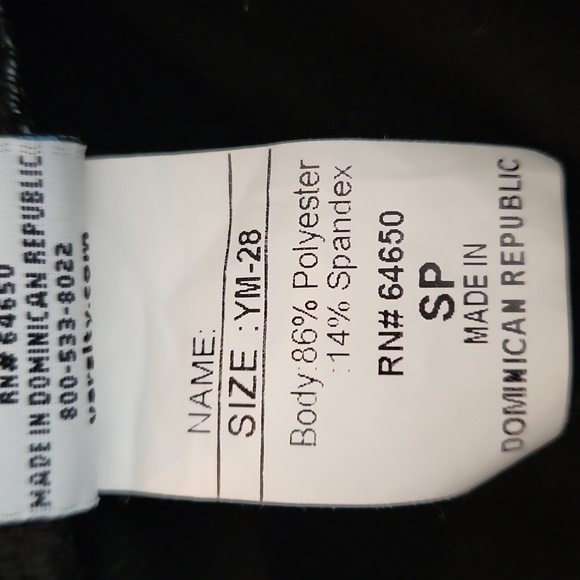 RN# 64650
MADE IN DOMINICAN REPUBLIC
800-533-8022
varsity.com
NAME:
SIZE :YM-28
Body:86% Polyester
:14% Spandex
RN# 64650
SP
MADE IN
DOMINICAN REPUBLIC